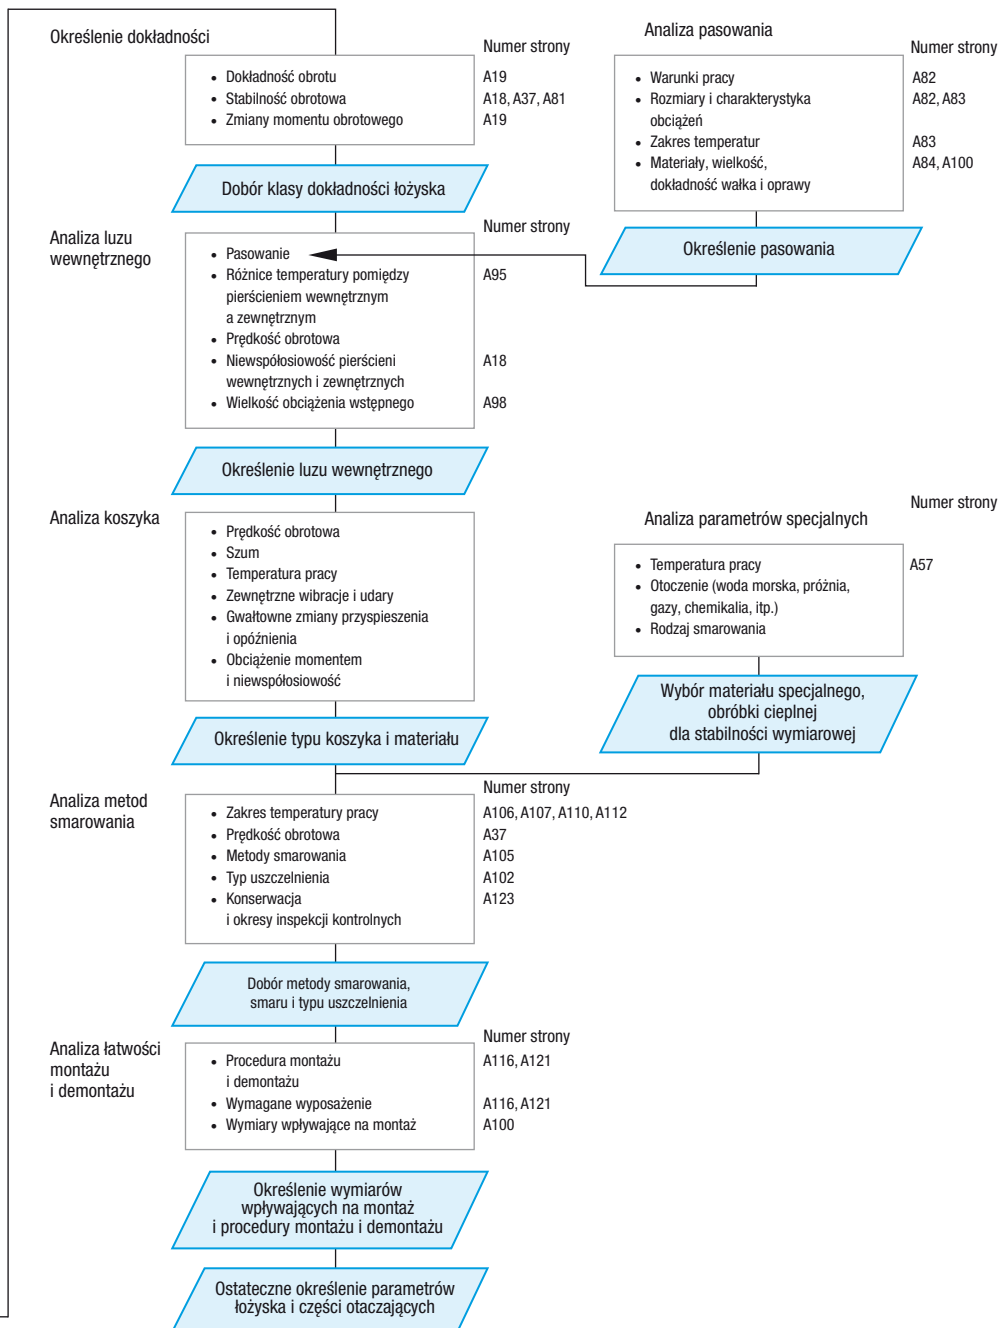 Określenie dokładności
Numer strony
• Dokładność obrotu A19
• Stabilność obrotowa A18, A37, A81
• Zmiany momentu obrotowego A19
Dobór klasy dokładności łożyska
Analiza pasowania
Numer strony
• Warunki pracy A82
• Rozmiary i charakterystyka A82, A83
obciążeń
• Zakres temperatur A83
• Materiały, wielkość, A84, A100
dokładność wałka i oprawy
Określenie pasowania
Analiza luzu
wewnętrznego
Numer strony
• Pasowanie
• Różnice temperatury pomiędzy A95
pierścieniem wewnętrznym
a zewnętrznym
• Prędkość obrotowa
• Niewspółosiowość pierścieni A18
wewnętrznych i zewnętrznych
• Wielkość obciążenia wstępnego A98
Określenie luzu wewnętrznego
Analiza koszyka
• Prędkość obrotowa
• Szum
• Temperatura pracy
• Zewnętrzne wibracje i udary
• Gwałtowne zmiany przyspieszenia
i opóźnienia
• Obciążenie momentem
i niewspółosiowość
Określenie typu koszyka i materiału
Numer strony
Analiza parametrów specjalnych
• Temperatura pracy A57
• Otoczenie (woda morska, próżnia,
gazy, chemikalia, itp.)
• Rodzaj smarowania
Wybór materiału specjalnego,
obróbki cieplnej
dla stabilności wymiarowej
Analiza metod
smarowania
Numer strony
• Zakres temperatury pracy A106, A107, A110, A112
• Prędkość obrotowa A37
• Metody smarowania A105
• Typ uszczelnienia A102
• Konserwacja A123
i okresy inspekcji kontrolnych
Dobór metody smarowania,
smaru i typu uszczelnienia
Analiza łatwości
montażu
i demontażu
Numer strony
• Procedura montażu A116, A121
i demontażu
• Wymagane wyposażenie A116, A121
• Wymiary wpływające na montaż A100
Określenie wymiarów
wpływających na montaż
i procedury montażu i demontażu
Ostateczne określenie parametrów
łożyska i części otaczających